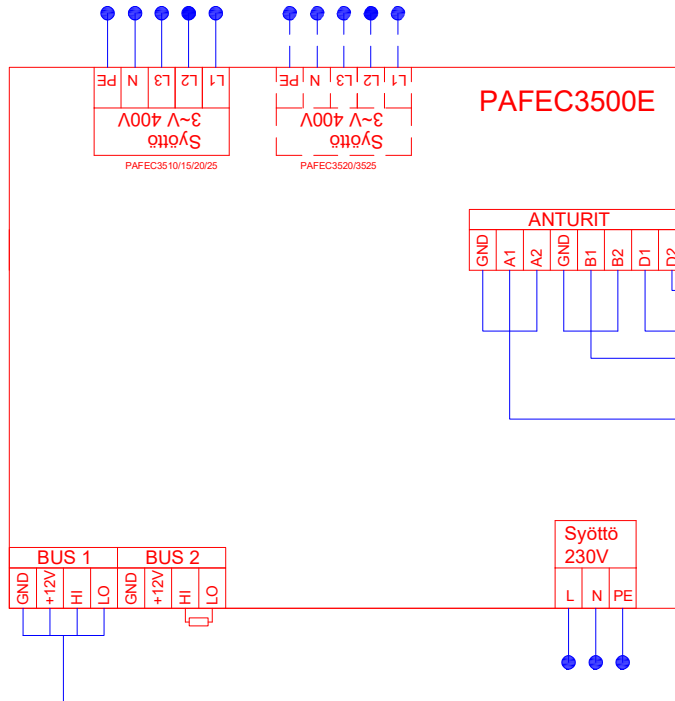 PE N L3 L2 L1
3~V 400V
Syöttö
PAFEC3510/15/20/25
PE N L3 L2 L1
3~V 400V
Syöttö
PAFEC3520/3525
PAFEC3500E
ANTURIT
GND A1 A2 GND B1 B2 D1 D2
BUS 1 BUS 2
GND +12V HI LO GND +12V HI LO
Syöttö
230V
L N PE